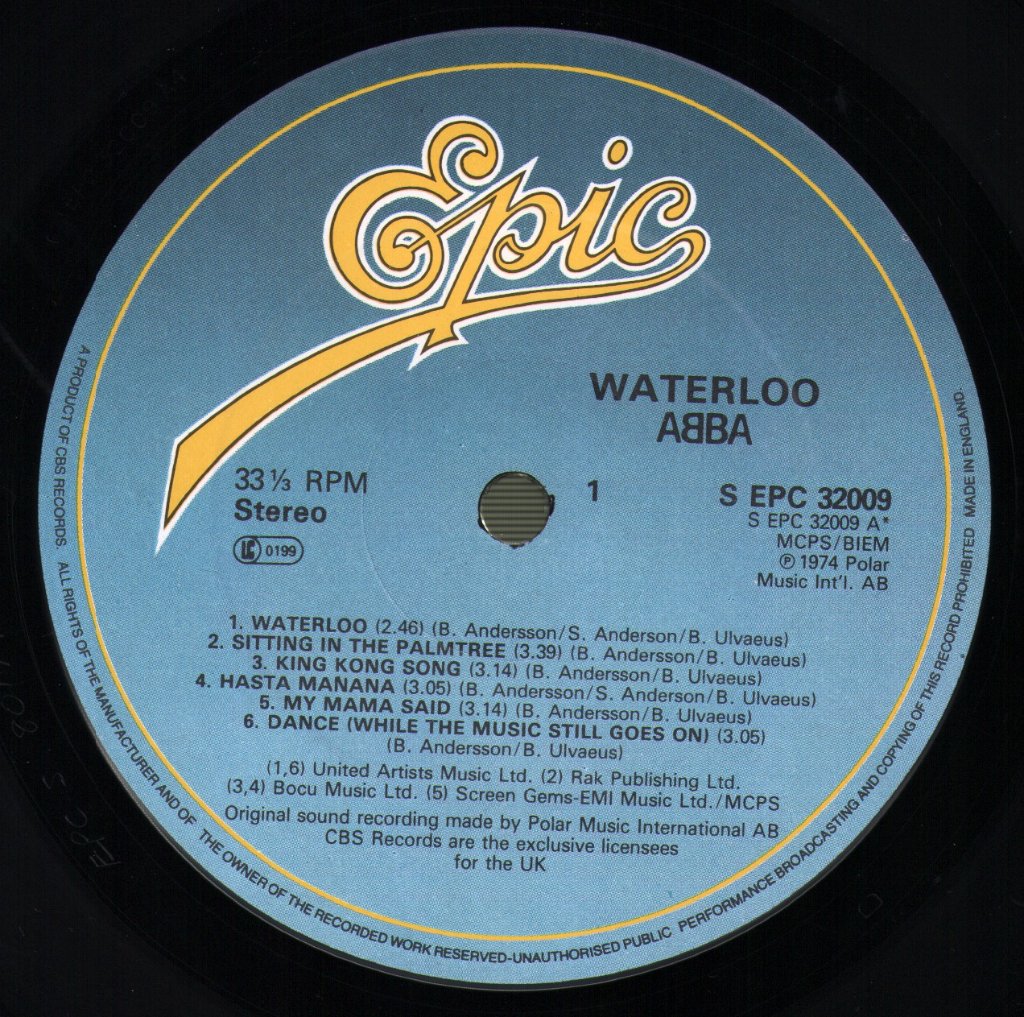 Epic
WATERLOO
ABBA
33 1/3 RPM
Stereo
LC 0199
1
S EPC 32009
S EPC 32009 A*
MCPS/BIEM
℗ 1974 Polar
Music Int'l. AB
1. WATERLOO (2.46) (B. Andersson/S. Anderson/B. Ulvaeus)
2. SITTING IN THE PALMTREE (3.39) (B. Andersson/B. Ulvaeus)
3. KING KONG SONG (3.14) (B. Andersson/B. Ulvaeus)
4. HASTA MAÑANA (3.05) (B. Andersson/S. Anderson/B. Ulvaeus)
5. MY MAMA SAID (3.14) (B. Andersson/B. Ulvaeus)
6. DANCE (WHILE THE MUSIC STILL GOES ON) (3.05)
(B. Andersson/B. Ulvaeus)
(1,6) United Artists Music Ltd. (2) Rak Publishing Ltd.
(3,4) Bocu Music Ltd. (5) Screen Gems-EMI Music Ltd./MCPS
Original sound recording made by Polar Music International AB
CBS Records are the exclusive licensees
for the UK
A PRODUCT OF CBS RECORDS. ALL RIGHTS OF THE MANUFACTURER AND OF THE OWNER OF THE RECORDED WORK RESERVED-UNAUTHORISED PUBLIC PERFORMANCE BROADCASTING AND COPYING OF THIS RECORD PROHIBITED MADE IN ENGLAND.